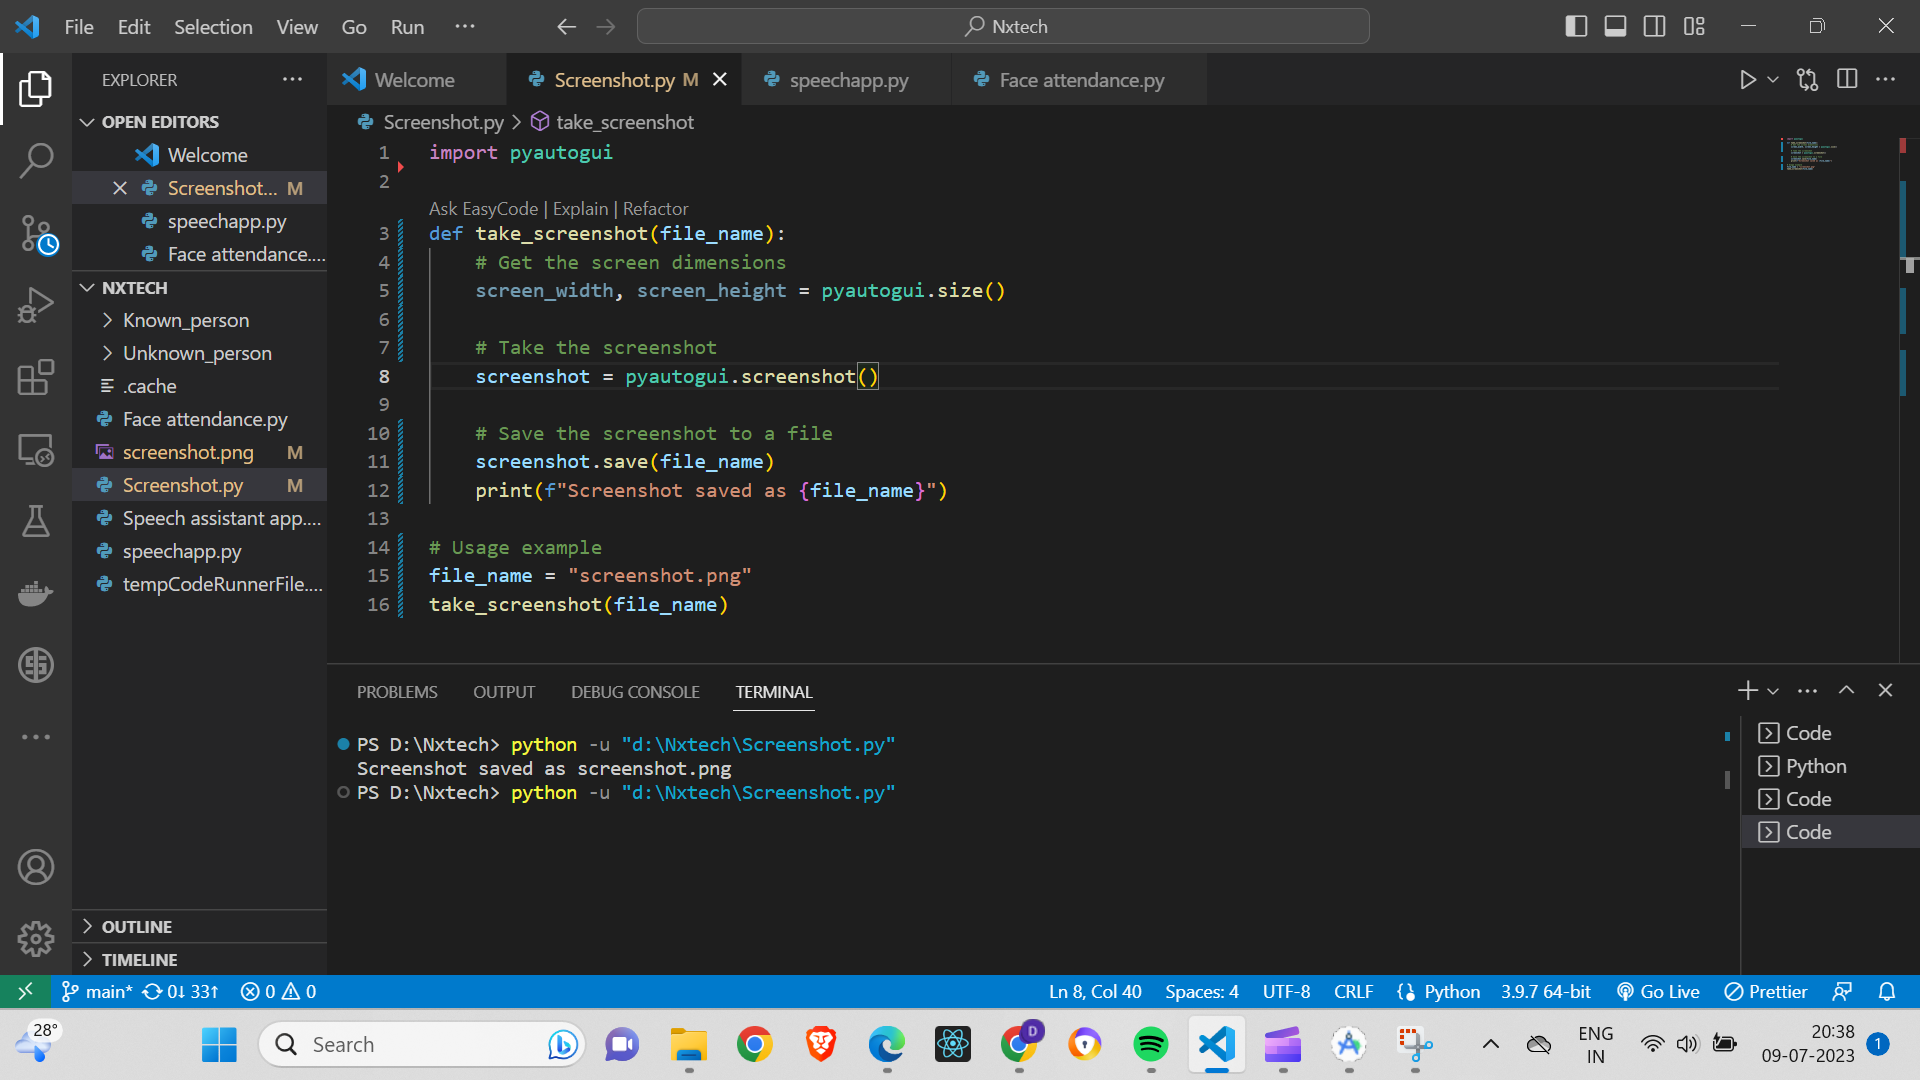 File Edit Selection View Go Run ···
Nxtech
EXPLORER
OPEN EDITORS
Welcome
Screenshot... M
speechapp.py
Face attendance....
NXTECH
Known_person
Unknown_person
.cache
Face attendance.py
screenshot.png M
Screenshot.py M
Speech assistant app....
speechapp.py
tempCodeRunnerFile....
OUTLINE
TIMELINE
Welcome
Screenshot.py M
speechapp.py
Face attendance.py
Screenshot.py > take_screenshot
1 import pyautogui
2
Ask EasyCode | Explain | Refactor
3 def take_screenshot(file_name):
4 # Get the screen dimensions
5 screen_width, screen_height = pyautogui.size()
6
7 # Take the screenshot
8 screenshot = pyautogui.screenshot()
9
10 # Save the screenshot to a file
11 screenshot.save(file_name)
12 print(f"Screenshot saved as {file_name}")
13
14 # Usage example
15 file_name = "screenshot.png"
16 take_screenshot(file_name)
PROBLEMS OUTPUT DEBUG CONSOLE TERMINAL
PS D:\Nxtech> python -u "d:\Nxtech\Screenshot.py"
Screenshot saved as screenshot.png
PS D:\Nxtech> python -u "d:\Nxtech\Screenshot.py"
Code
Python
Code
Code
main* 0↓ 33↑ 0 0
Ln 8, Col 40 Spaces: 4 UTF-8 CRLF Python 3.9.7 64-bit Go Live Prettier
28°
Search
D
ENG
IN
20:38
09-07-2023
1